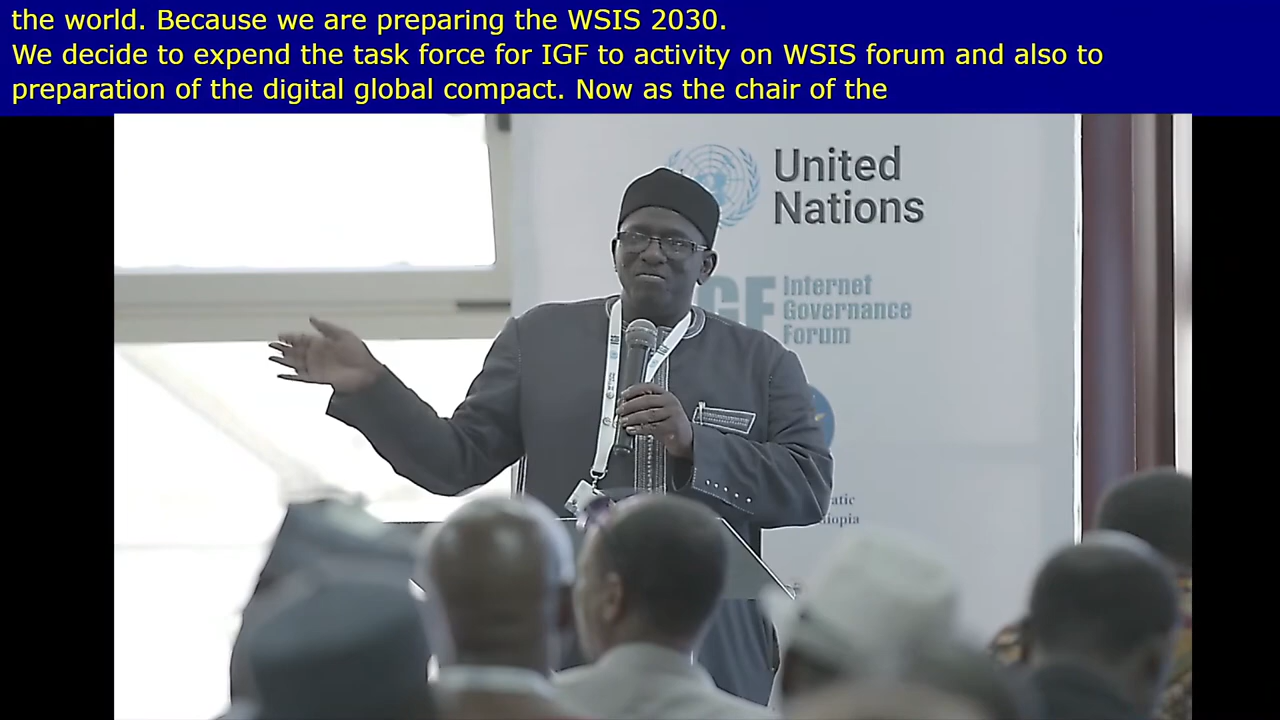 the world. Because we are preparing the WSIS 2030.
We decide to expend the task force for IGF to activity on WSIS forum and also to
preparation of the digital global compact. Now as the chair of the
United
Nations
Internet
Governance
Forum